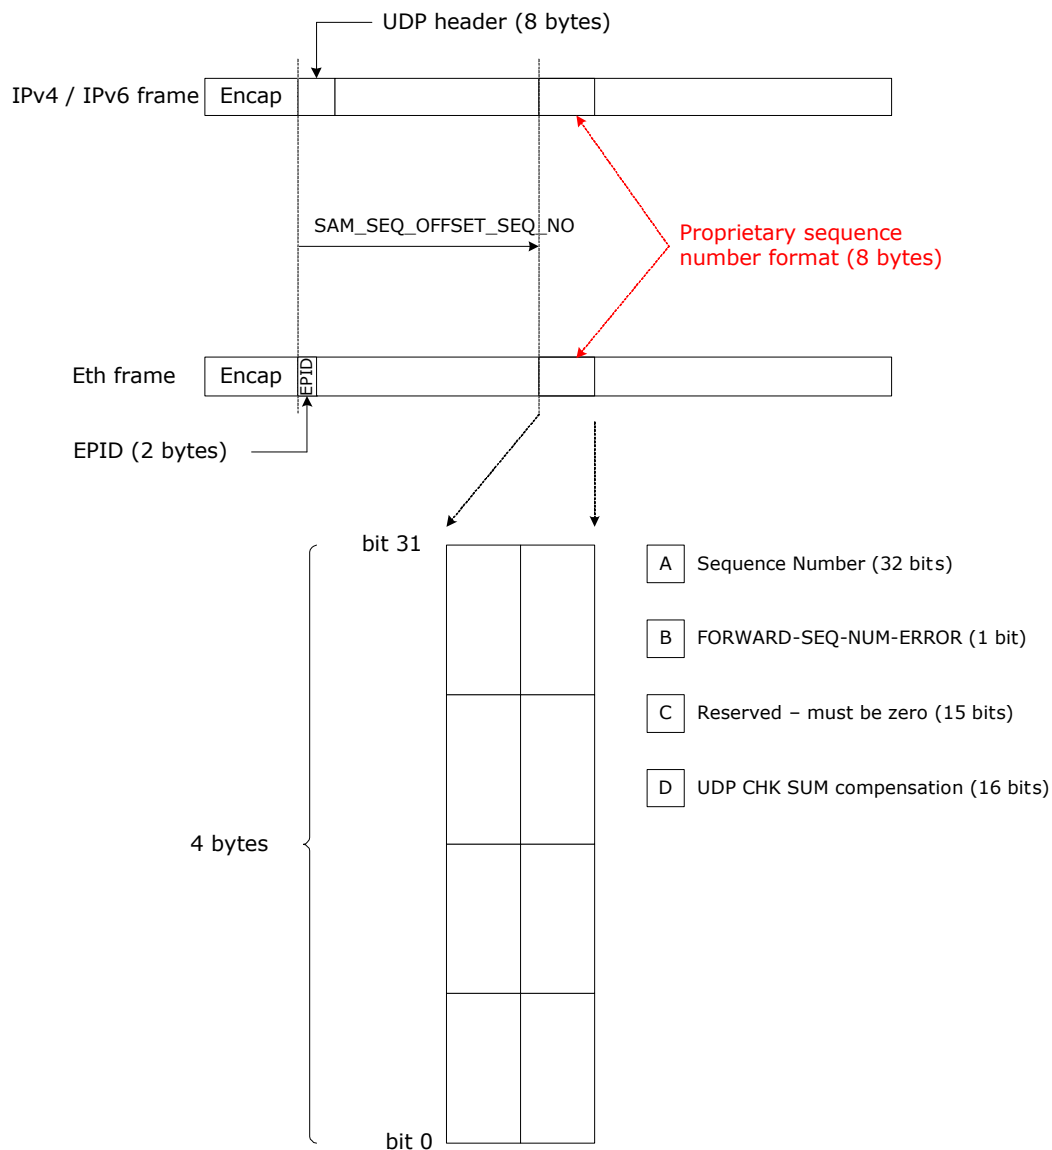 UDP header (8 bytes)
IPv4 / IPv6 frame
Encap
SAM_SEQ_OFFSET_SEQ_NO
Proprietary sequence
number format (8 bytes)
Eth frame
Encap
EPID
EPID (2 bytes)
bit 31
A
Sequence Number (32 bits)
B
FORWARD-SEQ-NUM-ERROR (1 bit)
C
Reserved – must be zero (15 bits)
D
UDP CHK SUM compensation (16 bits)
4 bytes
bit 0